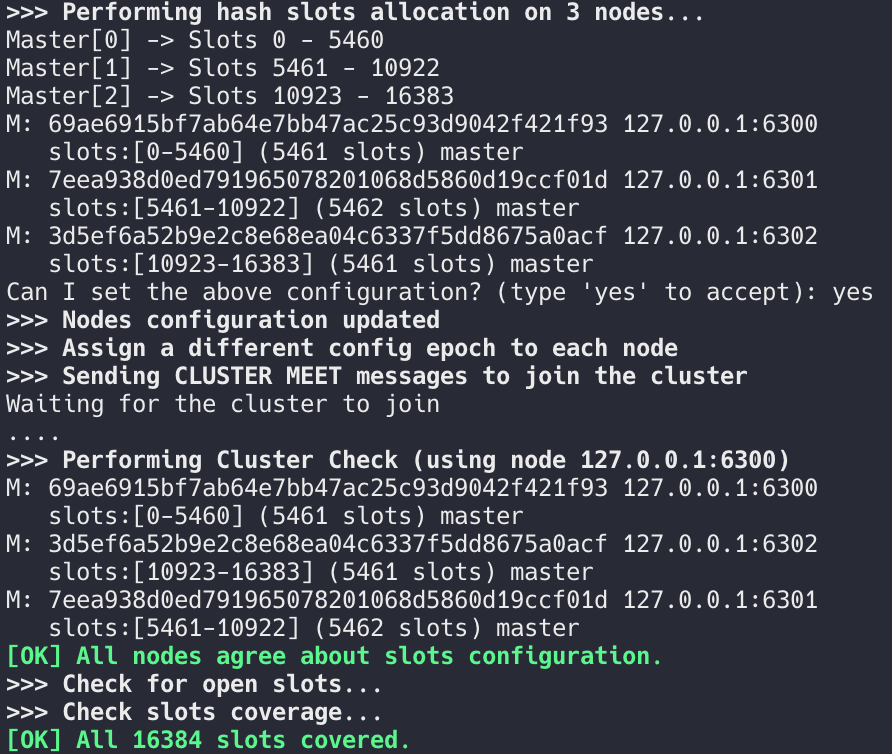 >>> Performing hash slots allocation on 3 nodes...
Master[0] -> Slots 0 - 5460
Master[1] -> Slots 5461 - 10922
Master[2] -> Slots 10923 - 16383
M: 69ae6915bf7ab64e7bb47ac25c93d9042f421f93 127.0.0.1:6300
   slots:[0-5460] (5461 slots) master
M: 7eea938d0ed791965078201068d5860d19ccf01d 127.0.0.1:6301
   slots:[5461-10922] (5462 slots) master
M: 3d5ef6a52b9e2c8e68ea04c6337f5dd8675a0acf 127.0.0.1:6302
   slots:[10923-16383] (5461 slots) master
Can I set the above configuration? (type 'yes' to accept): yes
>>> Nodes configuration updated
>>> Assign a different config epoch to each node
>>> Sending CLUSTER MEET messages to join the cluster
Waiting for the cluster to join
....
>>> Performing Cluster Check (using node 127.0.0.1:6300)
M: 69ae6915bf7ab64e7bb47ac25c93d9042f421f93 127.0.0.1:6300
   slots:[0-5460] (5461 slots) master
M: 3d5ef6a52b9e2c8e68ea04c6337f5dd8675a0acf 127.0.0.1:6302
   slots:[10923-16383] (5461 slots) master
M: 7eea938d0ed791965078201068d5860d19ccf01d 127.0.0.1:6301
   slots:[5461-10922] (5462 slots) master
[OK] All nodes agree about slots configuration.
>>> Check for open slots...
>>> Check slots coverage...
[OK] All 16384 slots covered.